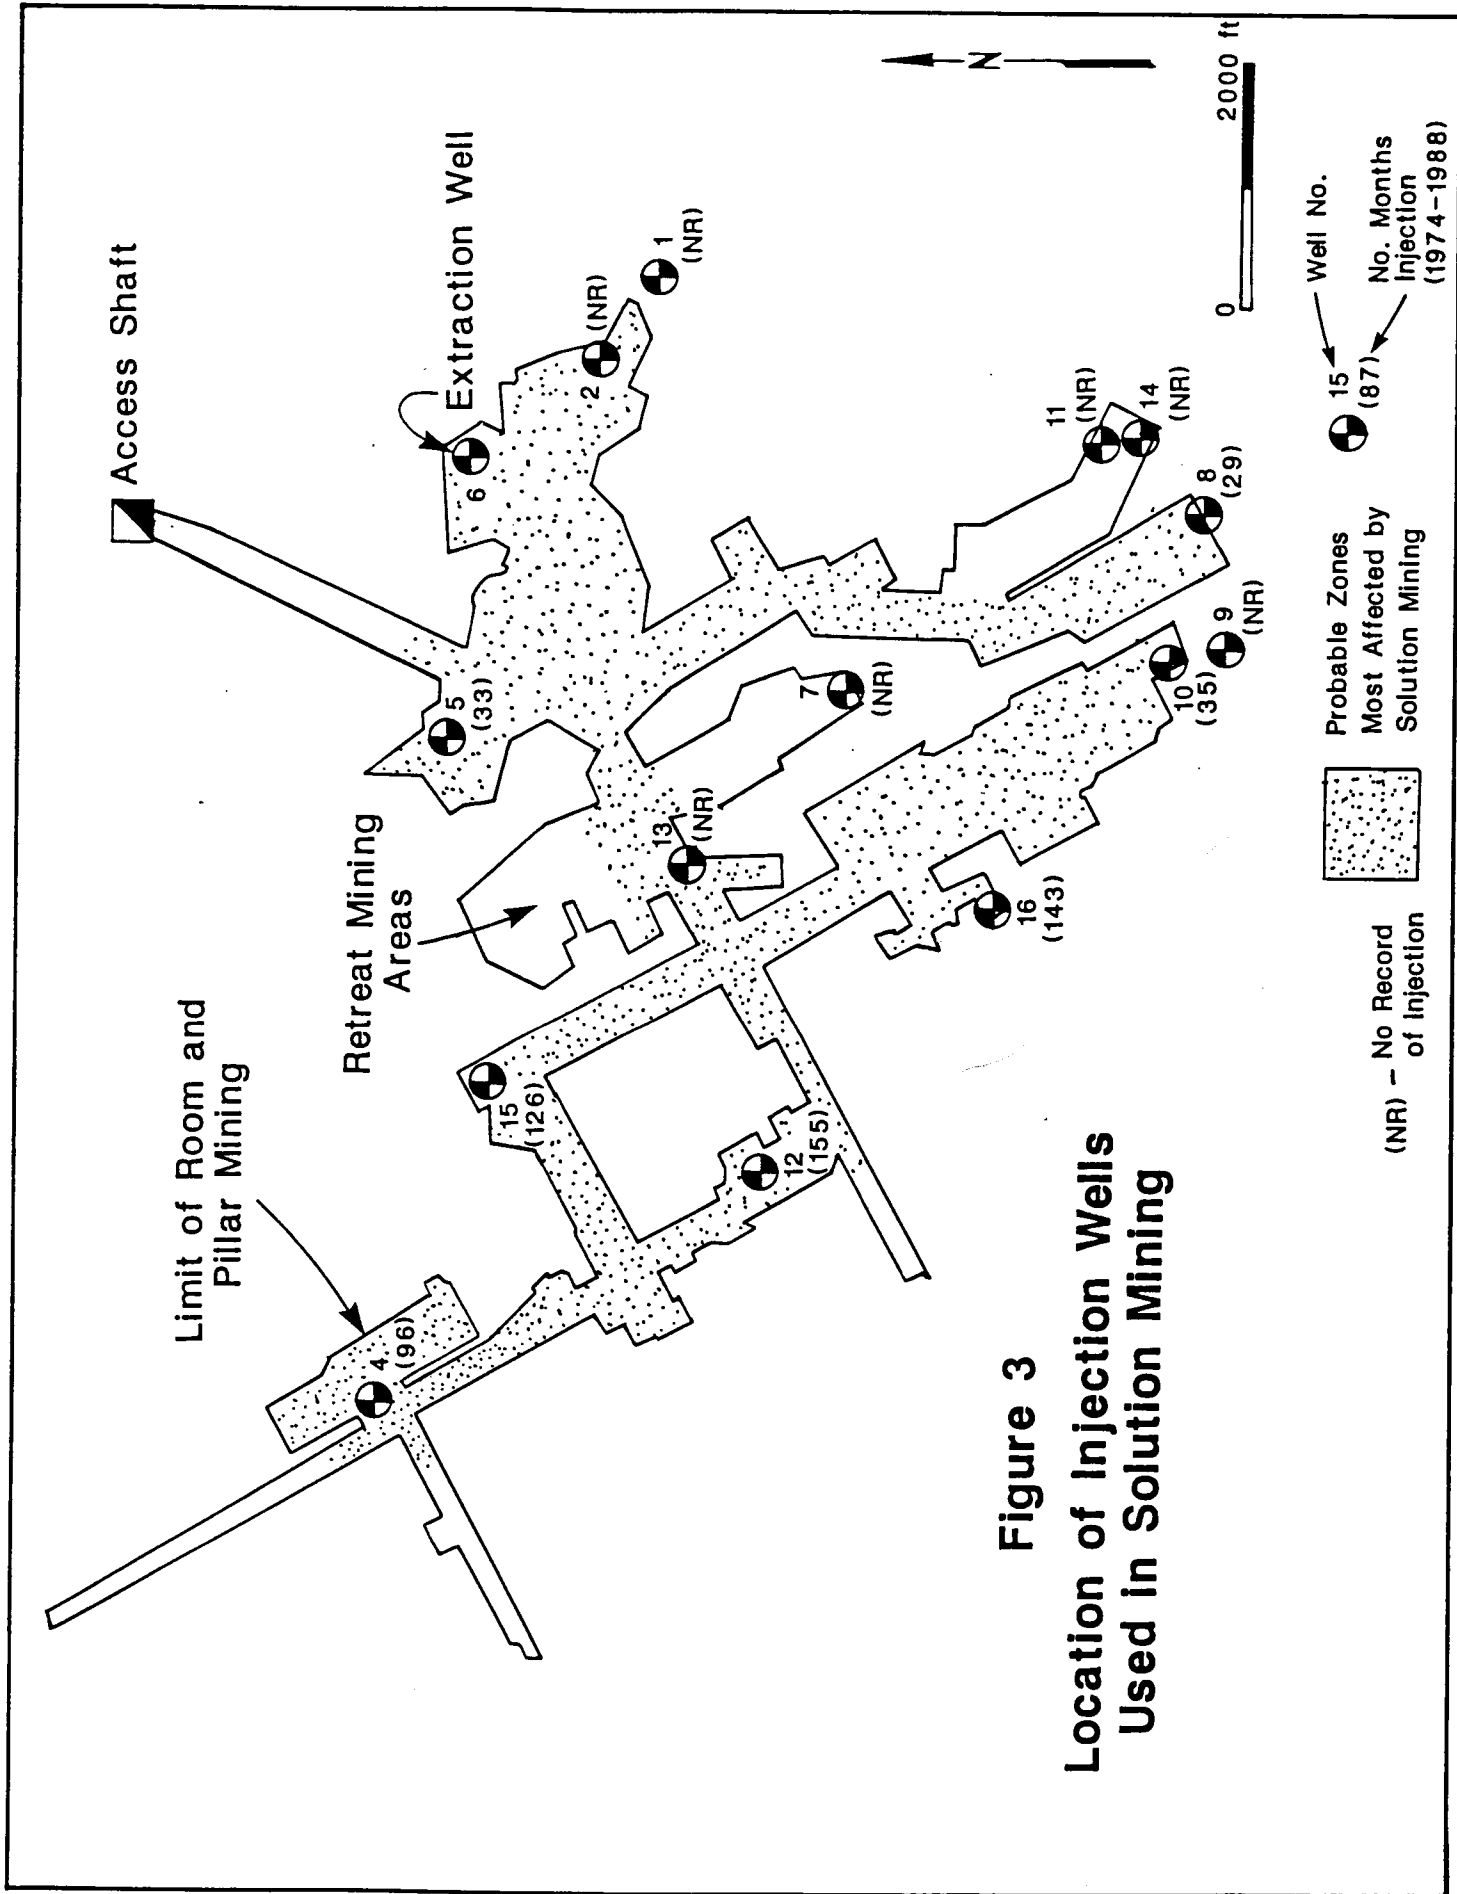 Access Shaft
Extraction Well
6
2
(NR)
1
(NR)
5
(33)
Limit of Room and
Pillar Mining
Retreat Mining
Areas
4
(96)
15
(126)
12
(155)
13
(NR)
7
(NR)
16
(143)
10
(35)
9
(NR)
8
(29)
11
(NR)
14
(NR)
N
0
2000 ft
Figure 3
Location of Injection Wells
Used in Solution Mining
(NR) – No Record
of Injection
Probable Zones
Most Affected by
Solution Mining
15
(87)
Well No.
No. Months
Injection
(1974-1988)